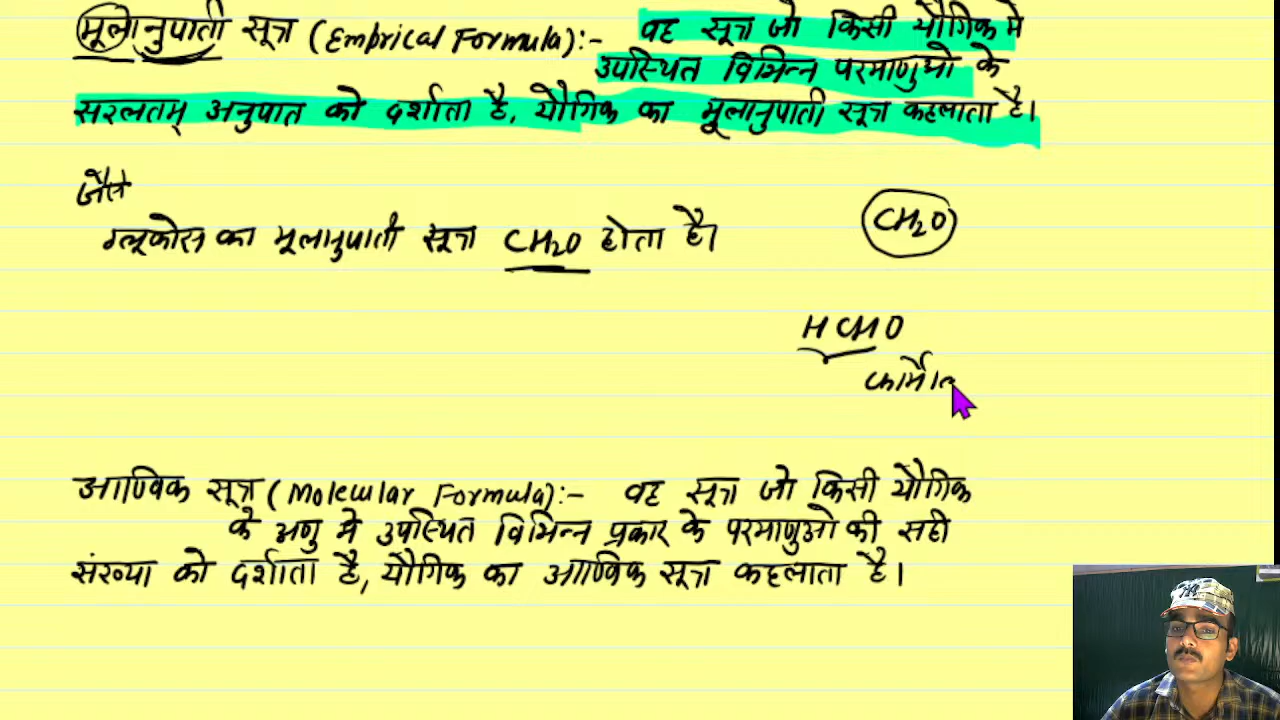 मूलानुपाती सूत्र (Embrical Formula):- वह सूत्र जो किसी यौगिक मे
उपस्थित विभिन्न परमाणुओ के
सरलतम् अनुपात को दर्शाता है, यौगिक का मूलानुपाती सूत्र कहलाता है।
जैसे
ग्लूकोस का मूलानुपाती सूत्र CH2O होता है।
CH2O
HCHO
आण्विक सूत्र (Molecular Formula):- वह सूत्र जो किसी यौगिक
के अणु मे उपस्थित विभिन्न प्रकार के परमाणुओ की सही
संख्या को दर्शाता है, यौगिक का आण्विक सूत्र कहलाता है।